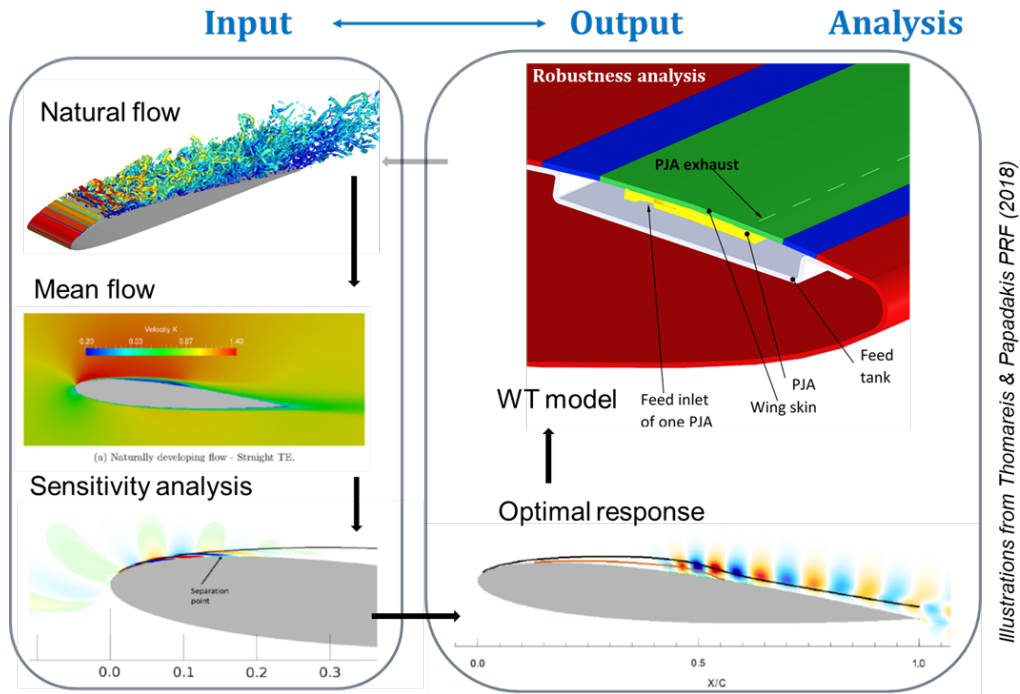 Input
Output
Analysis
Natural flow
Mean flow
Velocity X
0.20
0.87
1.40
(a) Naturally developing flow - Straight TE.
Sensitivity analysis
Separation
point
0.0
0.1
0.2
0.3
Robustness analysis
PJA exhaust
Feed
tank
PJA
Wing skin
Feed inlet
of one PJA
WT model
Optimal response
0.0
0.5
1.0
X/C
Illustrations from Thomareis & Papadakis PRF (2018)